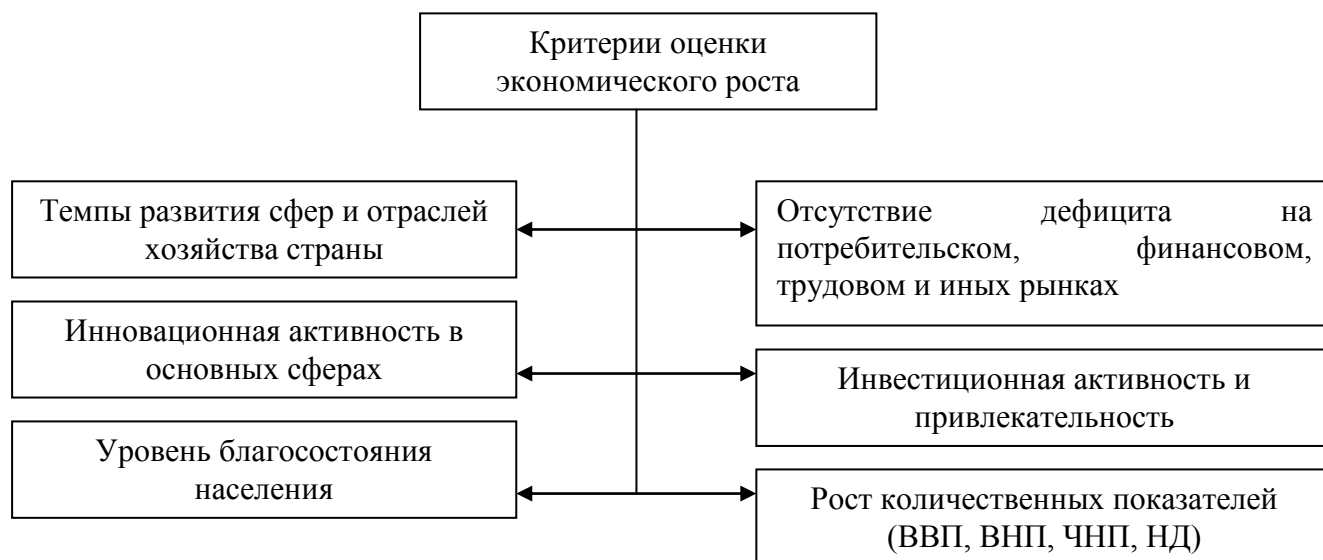 Критерии оценки
экономического роста
Темпы развития сфер и отраслей
хозяйства страны
Отсутствие дефицита на
потребительском, финансовом,
трудовом и иных рынках
Инновационная активность в
основных сферах
Инвестиционная активность и
привлекательность
Уровень благосостояния
населения
Рост количественных показателей
(ВВП, ВНП, ЧНП, НД)